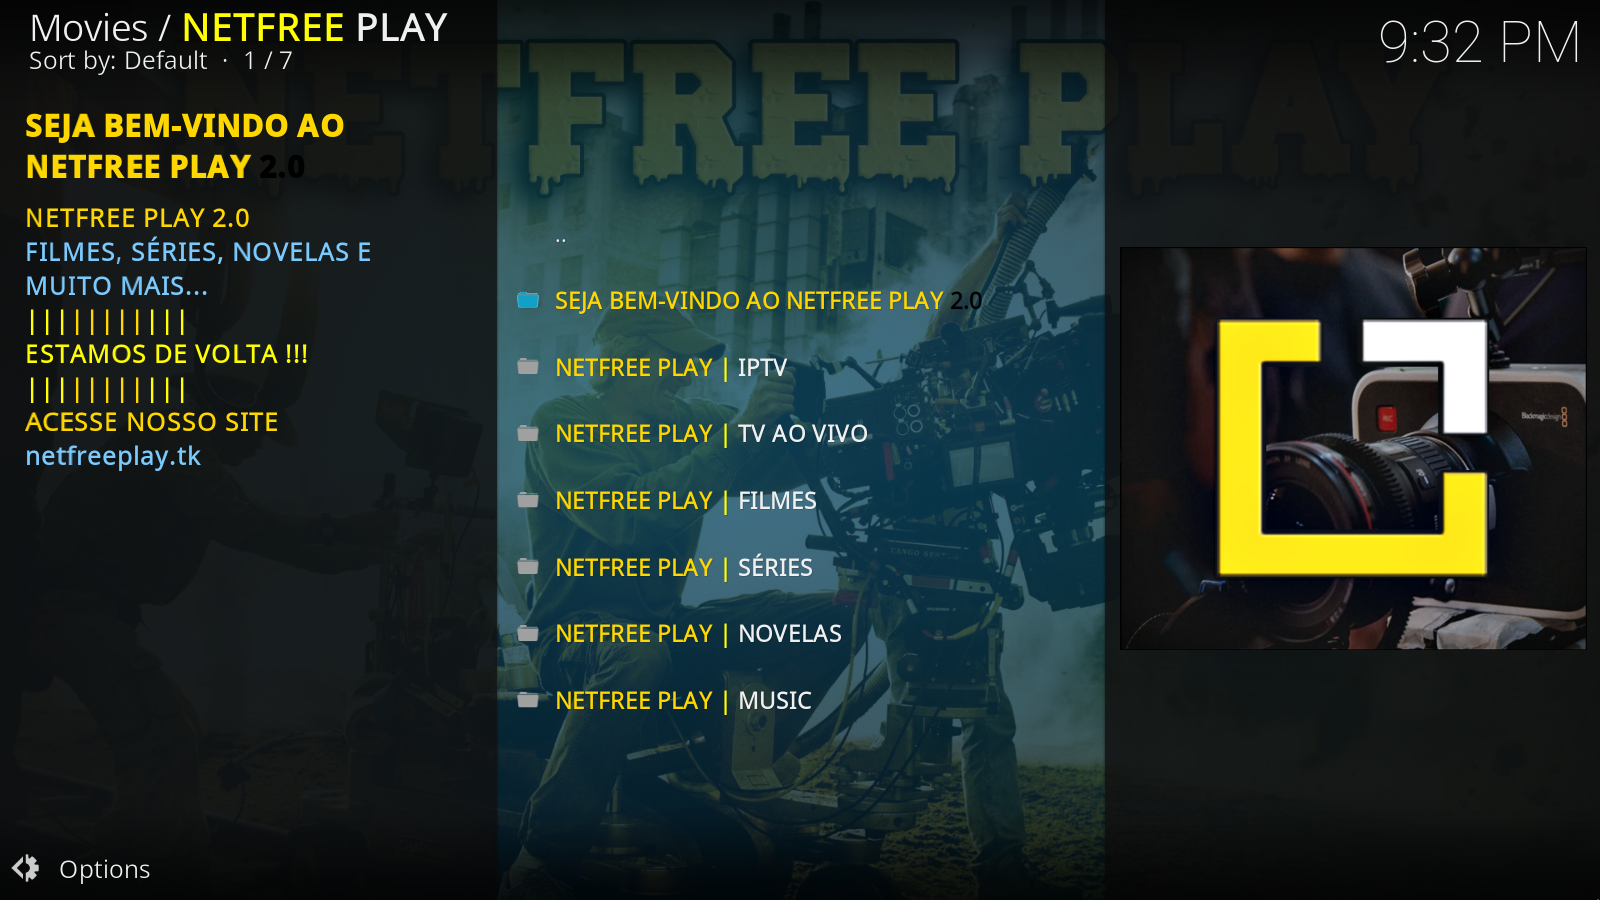 Movies / NETFREE PLAY
Sort by: Default · 1 / 7
9:32 PM
NETFREE PLAY
SEJA BEM-VINDO AO
NETFREE PLAY 2.0
NETFREE PLAY 2.0
FILMES, SÉRIES, NOVELAS E
MUITO MAIS...
| | | | | | | | | | |
ESTAMOS DE VOLTA !!!
| | | | | | | | | | |
ACESSE NOSSO SITE
netfreeplay.tk
..
SEJA BEM-VINDO AO NETFREE PLAY 2.0
NETFREE PLAY | IPTV
NETFREE PLAY | TV AO VIVO
NETFREE PLAY | FILMES
NETFREE PLAY | SÉRIES
NETFREE PLAY | NOVELAS
NETFREE PLAY | MUSIC
Blackmagicdesign
Options